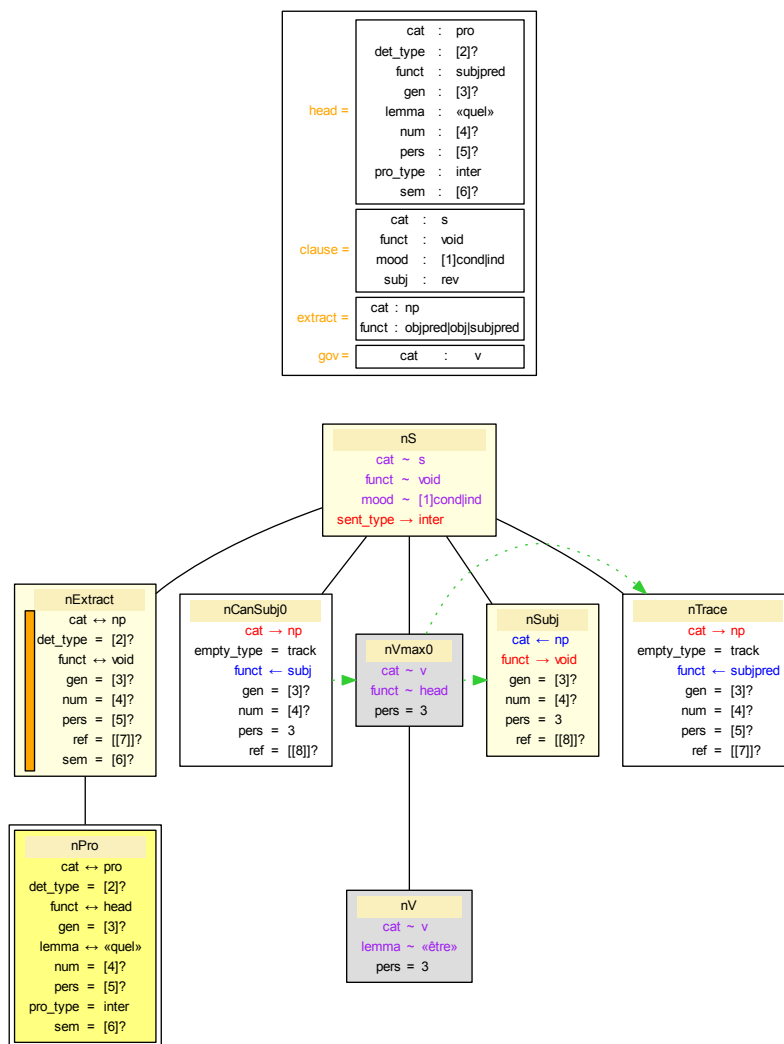 head =
cat : pro
det_type : [2]?
funct : subjpred
gen : [3]?
lemma : «quel»
num : [4]?
pers : [5]?
pro_type : inter
sem : [6]?
clause =
cat : s
funct : void
mood : [1]cond|ind
subj : rev
extract =
cat : np
funct : objpred|obj|subjpred
gov =
cat : v
nS
cat ~ s
funct ~ void
mood ~ [1]cond|ind
sent_type → inter
nExtract
cat ↔ np
det_type = [2]?
funct ↔ void
gen = [3]?
num = [4]?
pers = [5]?
ref = [[7]]?
sem = [6]?
nCanSubj0
cat → np
empty_type = track
funct ← subj
gen = [3]?
num = [4]?
pers = 3
ref = [[8]]?
nVmax0
cat ~ v
funct ~ head
pers = 3
nSubj
cat ← np
funct → void
gen = [3]?
num = [4]?
pers = 3
ref = [[8]]?
nTrace
cat → np
empty_type = track
funct ← subjpred
gen = [3]?
num = [4]?
pers = [5]?
ref = [[7]]?
nPro
cat ↔ pro
det_type = [2]?
funct ↔ head
gen = [3]?
lemma ↔ «quel»
num = [4]?
pers = [5]?
pro_type = inter
sem = [6]?
nV
cat ~ v
lemma ~ «être»
pers = 3